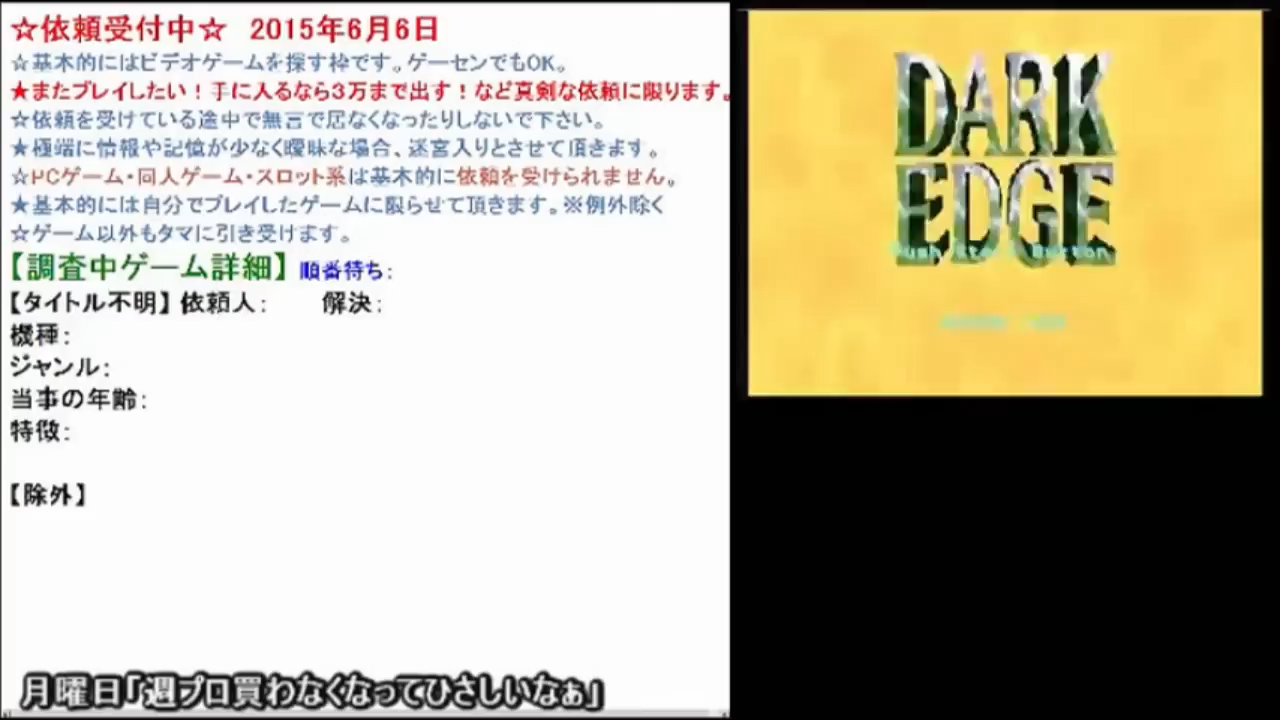 ☆依頼受付中☆ 2015年6月6日
☆基本的にはビデオゲームを探す枠です。ゲーセンでもOK。
★またプレイしたい！手に入るなら3万まで出す！など真剣な依頼に限ります。
☆依頼を受けている途中で無言で居なくなったりしないで下さい。
★極端に情報や記憶が少なく曖昧な場合、迷宮入りとさせて頂きます。
☆PCゲーム・同人ゲーム・スロット系は基本的に依頼を受けられません。
★基本的には自分でプレイしたゲームに限らせて頂きます。※例外除く
☆ゲーム以外もタマに引き受けます。
【調査中ゲーム詳細】順番待ち：
【タイトル不明】依頼人： 解決：
機種：
ジャンル：
当事の年齢：
特徴：
【除外】
月曜日「週プロ買わなくなってひさしいなぁ」
DARK
EDGE
Push Start Button